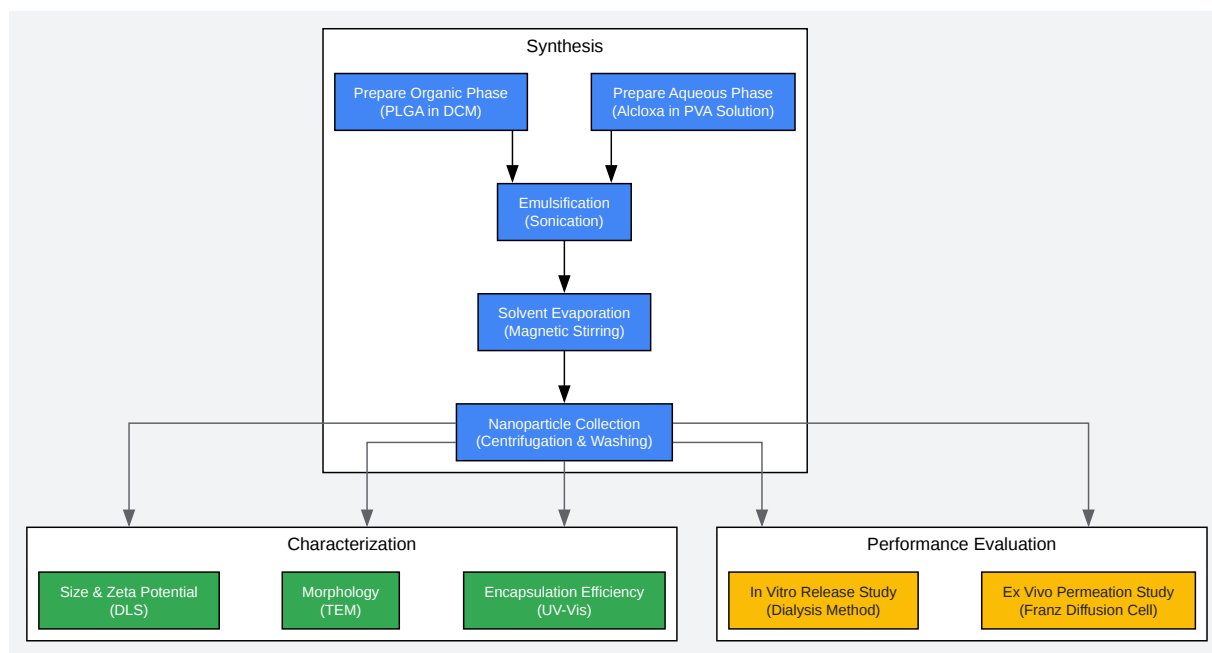 Synthesis
Prepare Organic Phase
(PLGA in DCM)
Prepare Aqueous Phase
(Alcloxa in PVA Solution)
Emulsification
(Sonication)
Solvent Evaporation
(Magnetic Stirring)
Nanoparticle Collection
(Centrifugation & Washing)
Characterization
Size & Zeta Potential
(DLS)
Morphology
(TEM)
Encapsulation Efficiency
(UV-Vis)
Performance Evaluation
In Vitro Release Study
(Dialysis Method)
Ex Vivo Permeation Study
(Franz Diffusion Cell)